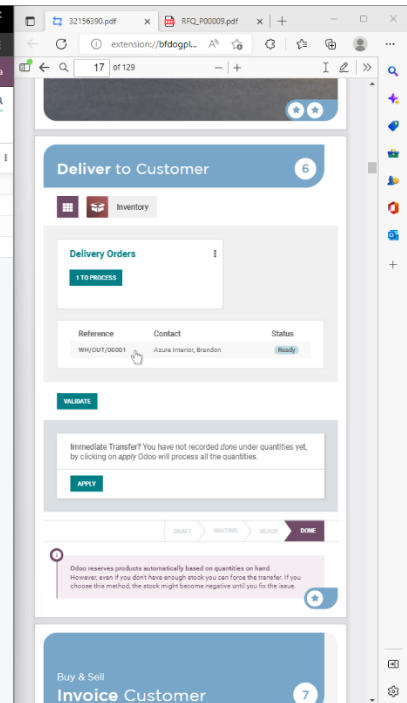 32156390.pdf
RFQ_P00009.pdf
extension://bfdogpl...
17 of 129
Deliver to Customer
6
Inventory
Delivery Orders
1 TO PROCESS
Reference Contact Status
WH/OUT/00001 Azure Interior, Brandon Ready
VALIDATE
Immediate Transfer? You have not recorded done under quantities yet,
by clicking on apply Odoo will process all the quantities.
APPLY
DRAFT WAITING READY DONE
Odoo reserves products automatically based on quantities on hand.
However, even if you don't have enough stock you can force the transfer. If you
choose this method, the stock might become negative until you fix the issue.
Buy & Sell
Invoice Customer
7